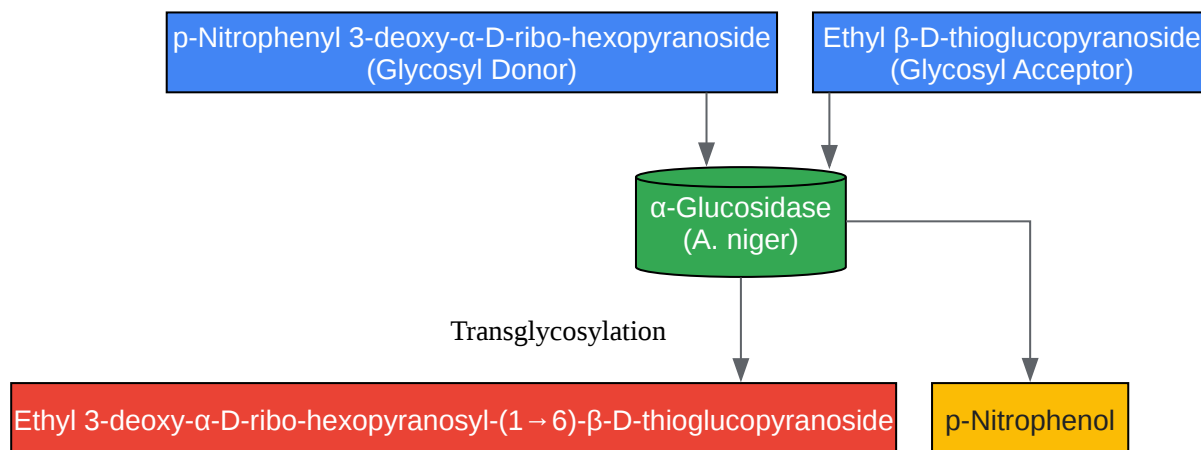 p-Nitrophenyl 3-deoxy-α-D-ribo-hexopyranoside
(Glycosyl Donor)
Ethyl β-D-thioglucopyranoside
(Glycosyl Acceptor)
α-Glucosidase
(A. niger)
Transglycosylation
Ethyl 3-deoxy-α-D-ribo-hexopyranosyl-(1→6)-β-D-thioglucopyranoside
p-Nitrophenol